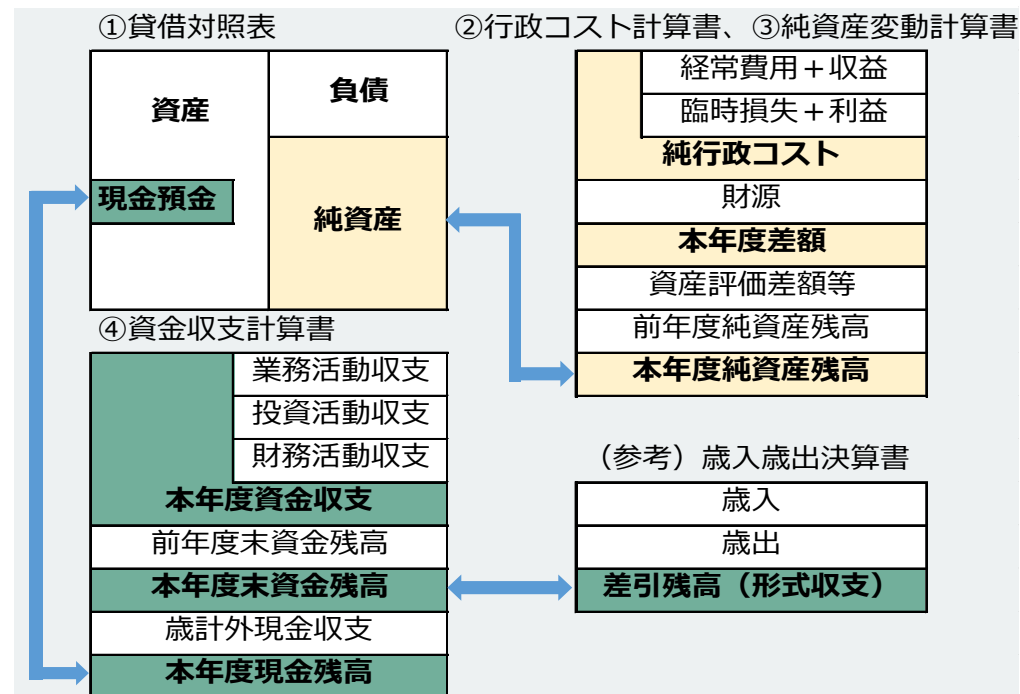 ①貸借対照表
資産
負債
現金預金
純資産
②行政コスト計算書、③純資産変動計算書
経常費用＋収益
臨時損失＋利益
純行政コスト
財源
本年度差額
資産評価差額等
前年度純資産残高
本年度純資産残高
④資金収支計算書
業務活動収支
投資活動収支
財務活動収支
本年度資金収支
前年度末資金残高
本年度末資金残高
歳計外現金収支
本年度現金残高
（参考）歳入歳出決算書
歳入
歳出
差引残高（形式収支）